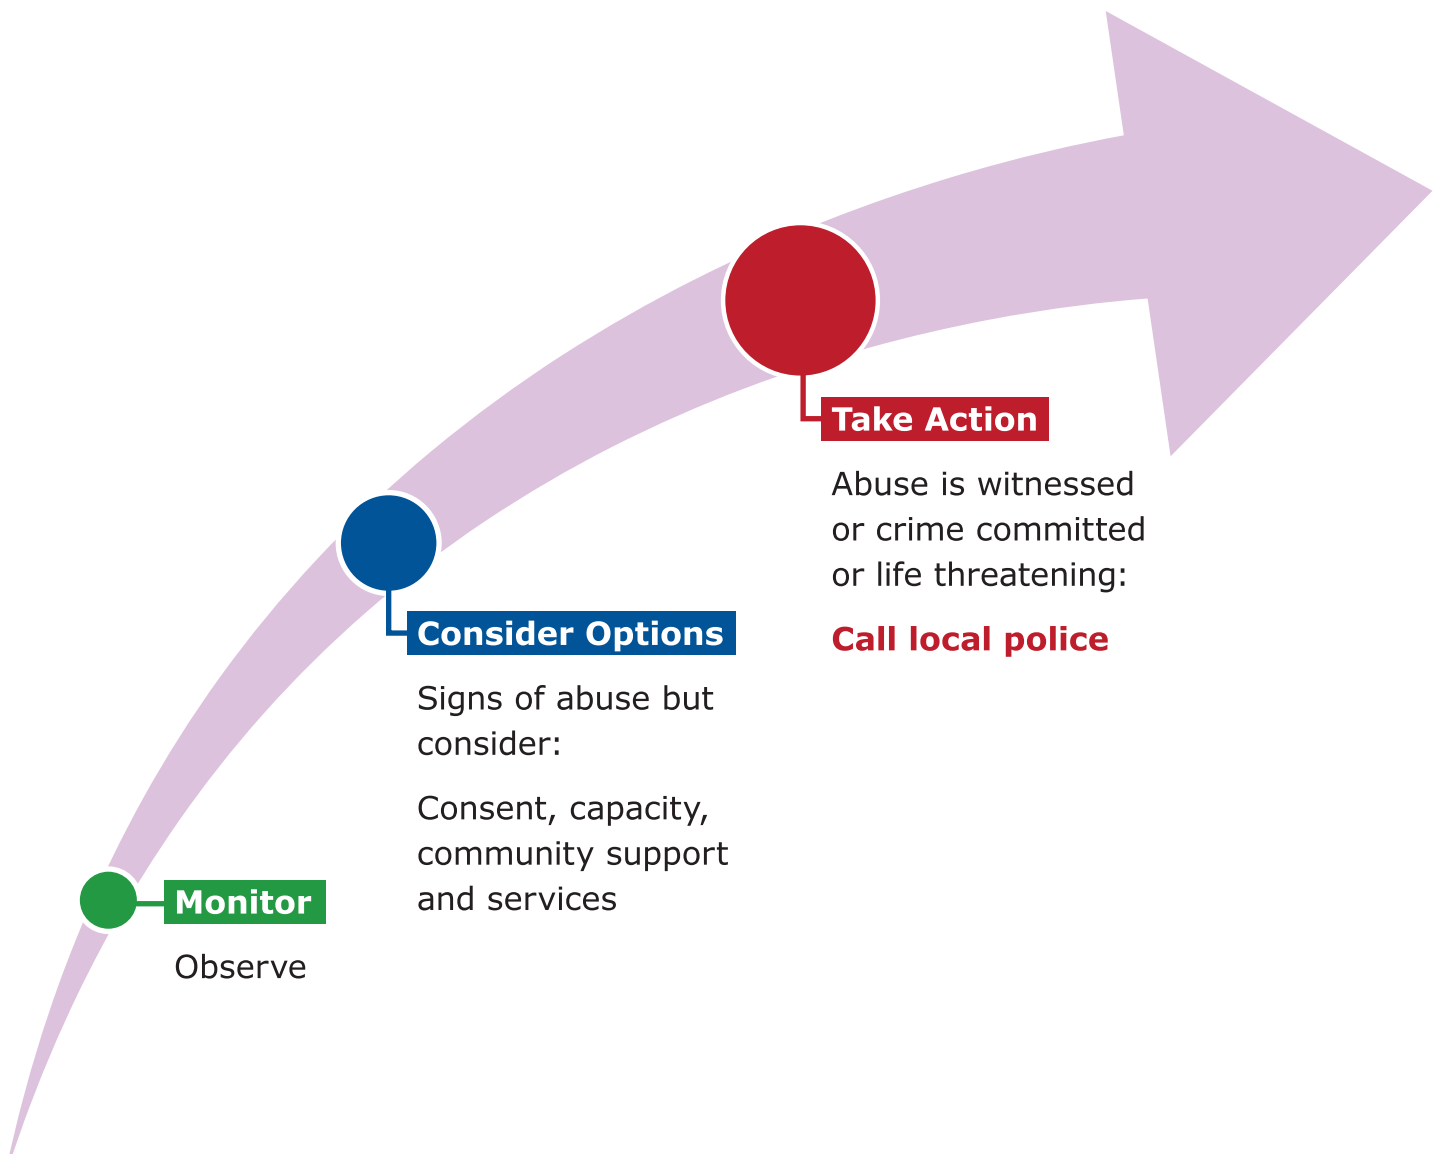 Take Action
Abuse is witnessed
or crime committed
or life threatening:
Call local police
Consider Options
Signs of abuse but
consider:
Consent, capacity,
community support
and services
Monitor
Observe